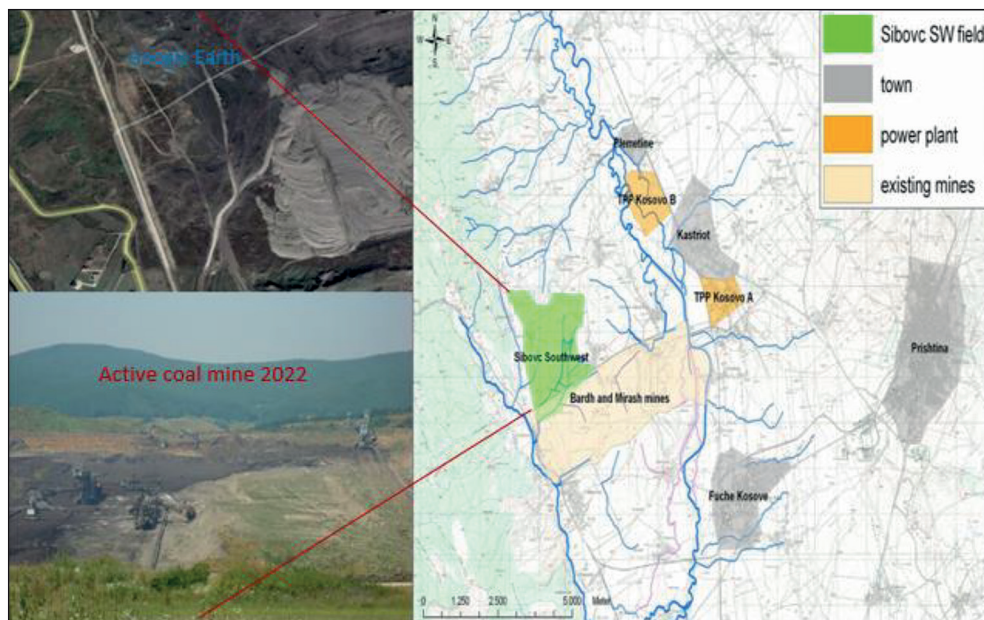 Google Earth
Active coal mine 2022
N
W
E
S
Sibovc SW field
town
power plant
existing mines
Plemetine
TPP Kosovo B
Kastriot
TPP Kosovo A
Prishtina
Sibovc Southwest
Bardh and Mirash mines
Fuche Kosove
0 1.250 2.500 5.000 Meter